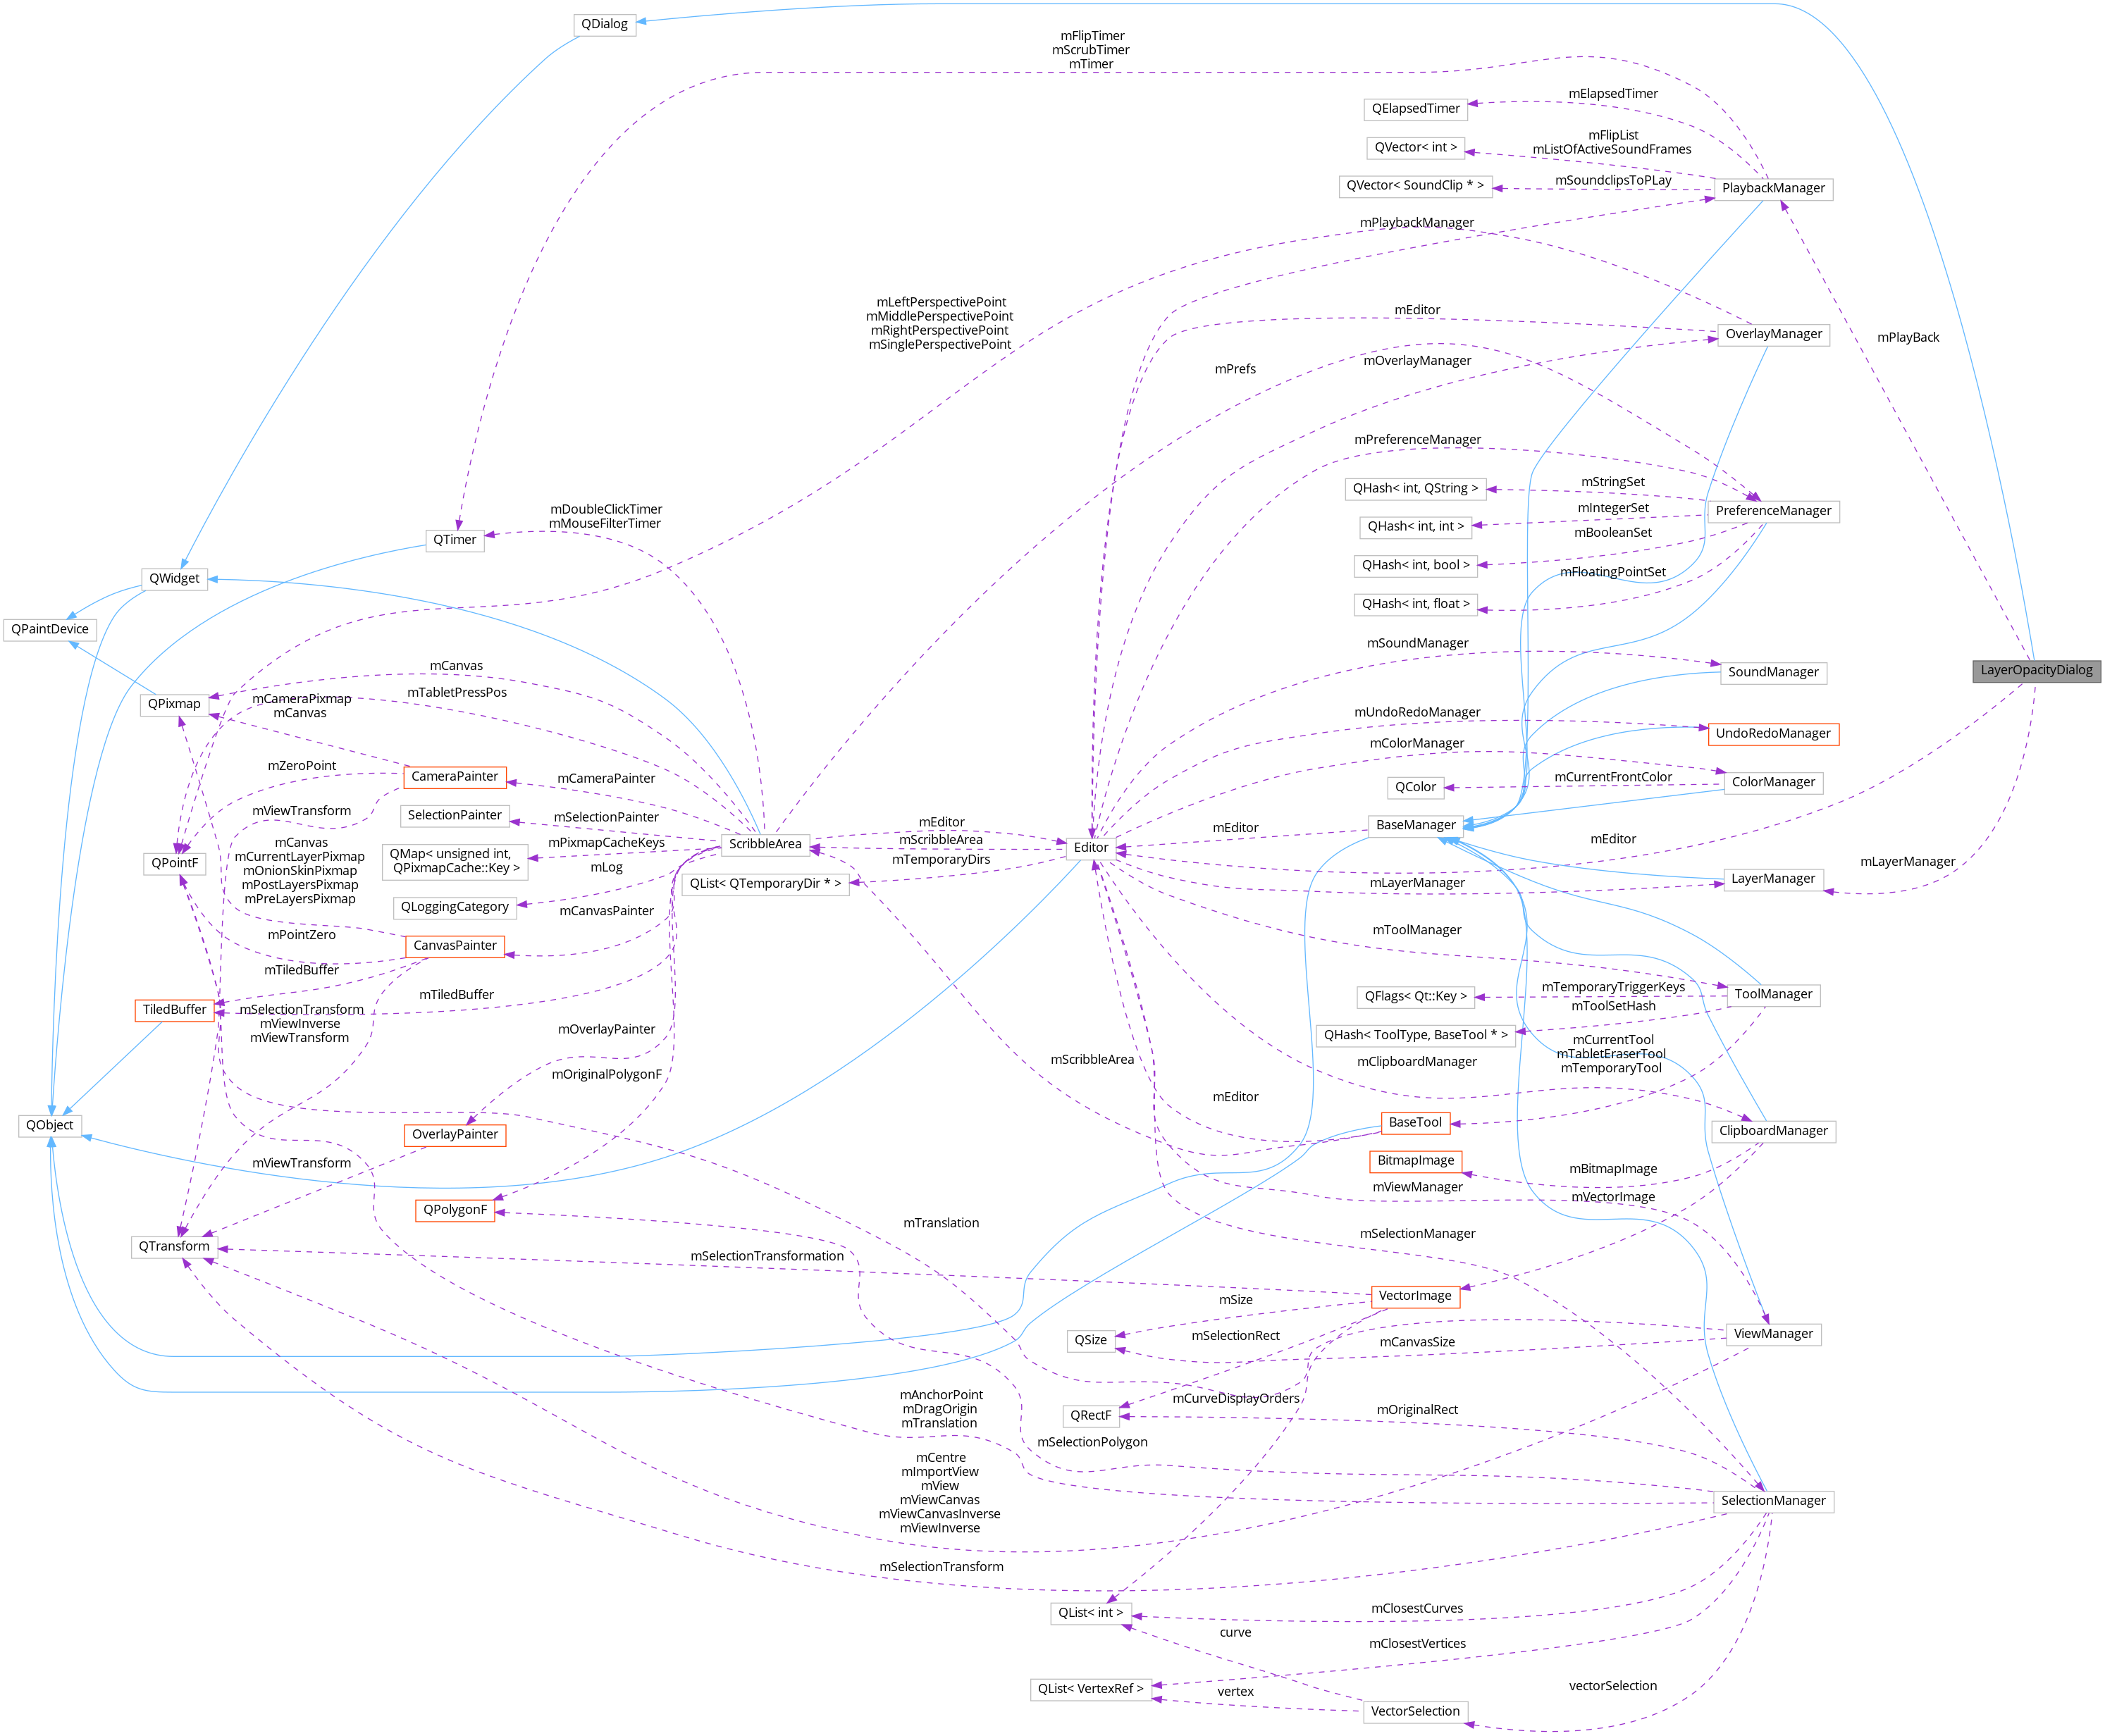 QDialog
mFlipTimer
mScrubTimer
mTimer
mElapsedTimer
QElapsedTimer
mFlipList
mListOfActiveSoundFrames
QVector< int >
mSoundclipsToPLay
QVector< SoundClip * >
PlaybackManager
mPlaybackManager
mLeftPerspectivePoint
mMiddlePerspectivePoint
mRightPerspectivePoint
mSinglePerspectivePoint
mEditor
OverlayManager
mPlayBack
mPrefs
mOverlayManager
mPreferenceManager
mStringSet
QHash< int, QString >
mIntegerSet
PreferenceManager
QHash< int, int >
mDoubleClickTimer
mMouseFilterTimer
QTimer
mBooleanSet
QHash< int, bool >
mFloatingPointSet
QHash< int, float >
QWidget
QPaintDevice
mSoundManager
SoundManager
LayerOpacityDialog
mCanvas
mTabletPressPos
QPixmap
mCameraPixmap
mCanvas
mUndoRedoManager
UndoRedoManager
mColorManager
mZeroPoint
CameraPainter
mCameraPainter
mCurrentFrontColor
QColor
ColorManager
mViewTransform
SelectionPainter
mSelectionPainter
mEditor
BaseManager
mEditor
mEditor
mPixmapCacheKeys
ScribbleArea
mScribbleArea
Editor
mCanvas
mCurrentLayerPixmap
mOnionSkinPixmap
mPostLayersPixmap
mPreLayersPixmap
QPointF
QMap< unsigned int,
QPixmapCache::Key >
mLog
mTemporaryDirs
QList< QTemporaryDir * >
mLayerManager
LayerManager
mLayerManager
QLoggingCategory
mCanvasPainter
mPointZero
CanvasPainter
mToolManager
mTiledBuffer
mTiledBuffer
TiledBuffer
mTemporaryTriggerKeys
QFlags< Qt::Key >
ToolManager
mToolSetHash
QHash< ToolType, BaseTool * >
mSelectionTransform
mViewInverse
mViewTransform
mOverlayPainter
mOriginalPolygonF
mScribbleArea
mClipboardManager
mCurrentTool
mTabletEraserTool
mTemporaryTool
mEditor
QObject
OverlayPainter
BaseTool
ClipboardManager
mViewTransform
BitmapImage
mBitmapImage
mViewManager
mVectorImage
QPolygonF
mTranslation
mSelectionManager
QTransform
mSelectionTransformation
VectorImage
mSize
QSize
mSelectionRect
mCanvasSize
ViewManager
mAnchorPoint
mDragOrigin
mTranslation
mCurveDisplayOrders
QRectF
mOriginalRect
mSelectionPolygon
mCentre
mImportView
mView
mViewCanvas
mViewCanvasInverse
mViewInverse
SelectionManager
mSelectionTransform
QList< int >
mClosestCurves
curve
mClosestVertices
QList< VertexRef >
vertex
VectorSelection
vectorSelection